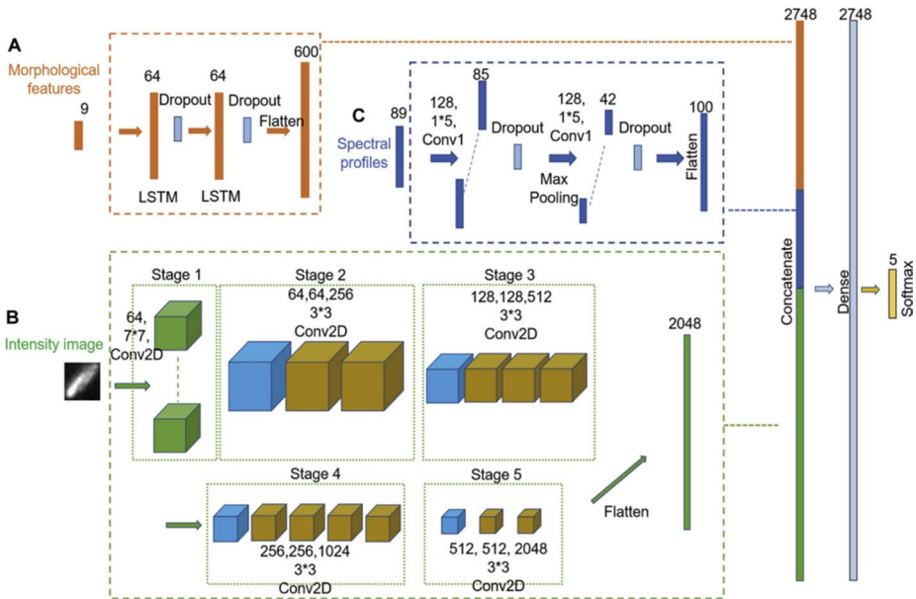 A
Morphological
features
9
64
Dropout
64
Dropout
Flatten
600
LSTM
LSTM
C
Spectral
profiles
89
128,
1*5,
Conv1
85
Dropout
128,
1*5,
Conv1
Max
Pooling
42
Dropout
Flatten
100
B
Intensity image
Stage 1
64,
7*7,
Conv2D
Stage 2
64,64,256
3*3
Conv2D
Stage 3
128,128,512
3*3
Conv2D
Stage 4
256,256,1024
3*3
Conv2D
Stage 5
512, 512, 2048
3*3
Conv2D
Flatten
2048
2748
Concatenate
2748
Dense
5
Softmax